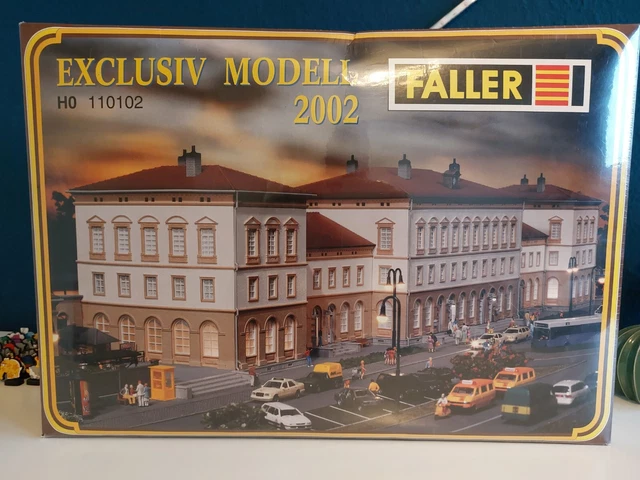 EXCLUSIV MODELL
2002
H0 110102
FALLER